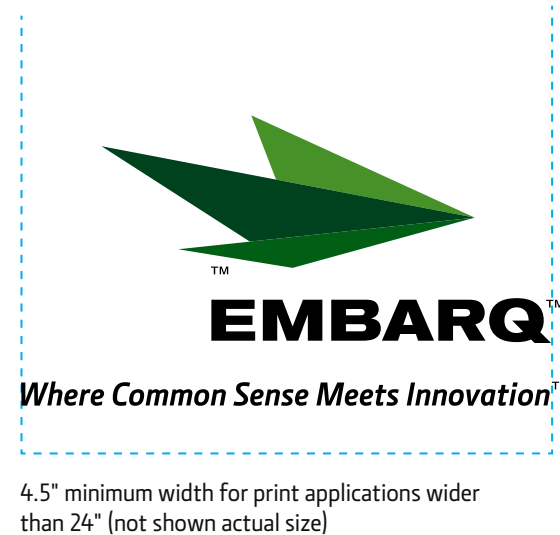 ™
EMBARQ™
Where Common Sense Meets Innovation™
4.5" minimum width for print applications wider
than 24" (not shown actual size)